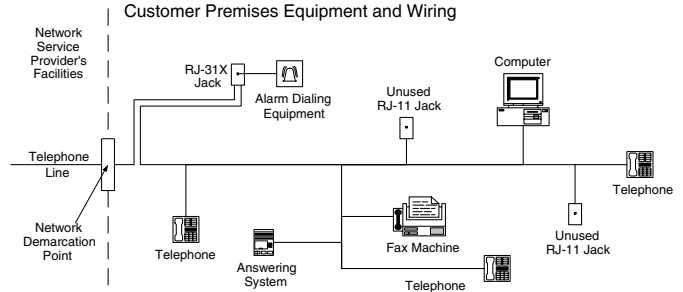 Customer Premises Equipment and Wiring
Network
Service
Provider's
Facilities
RJ-31X
Jack
Alarm Dialing
Equipment
Unused
RJ-11 Jack
Computer
Telephone
Line
Telephone
Network
Demarcation
Point
Telephone
Answering
System
Fax Machine
Telephone
Unused
RJ-11 Jack